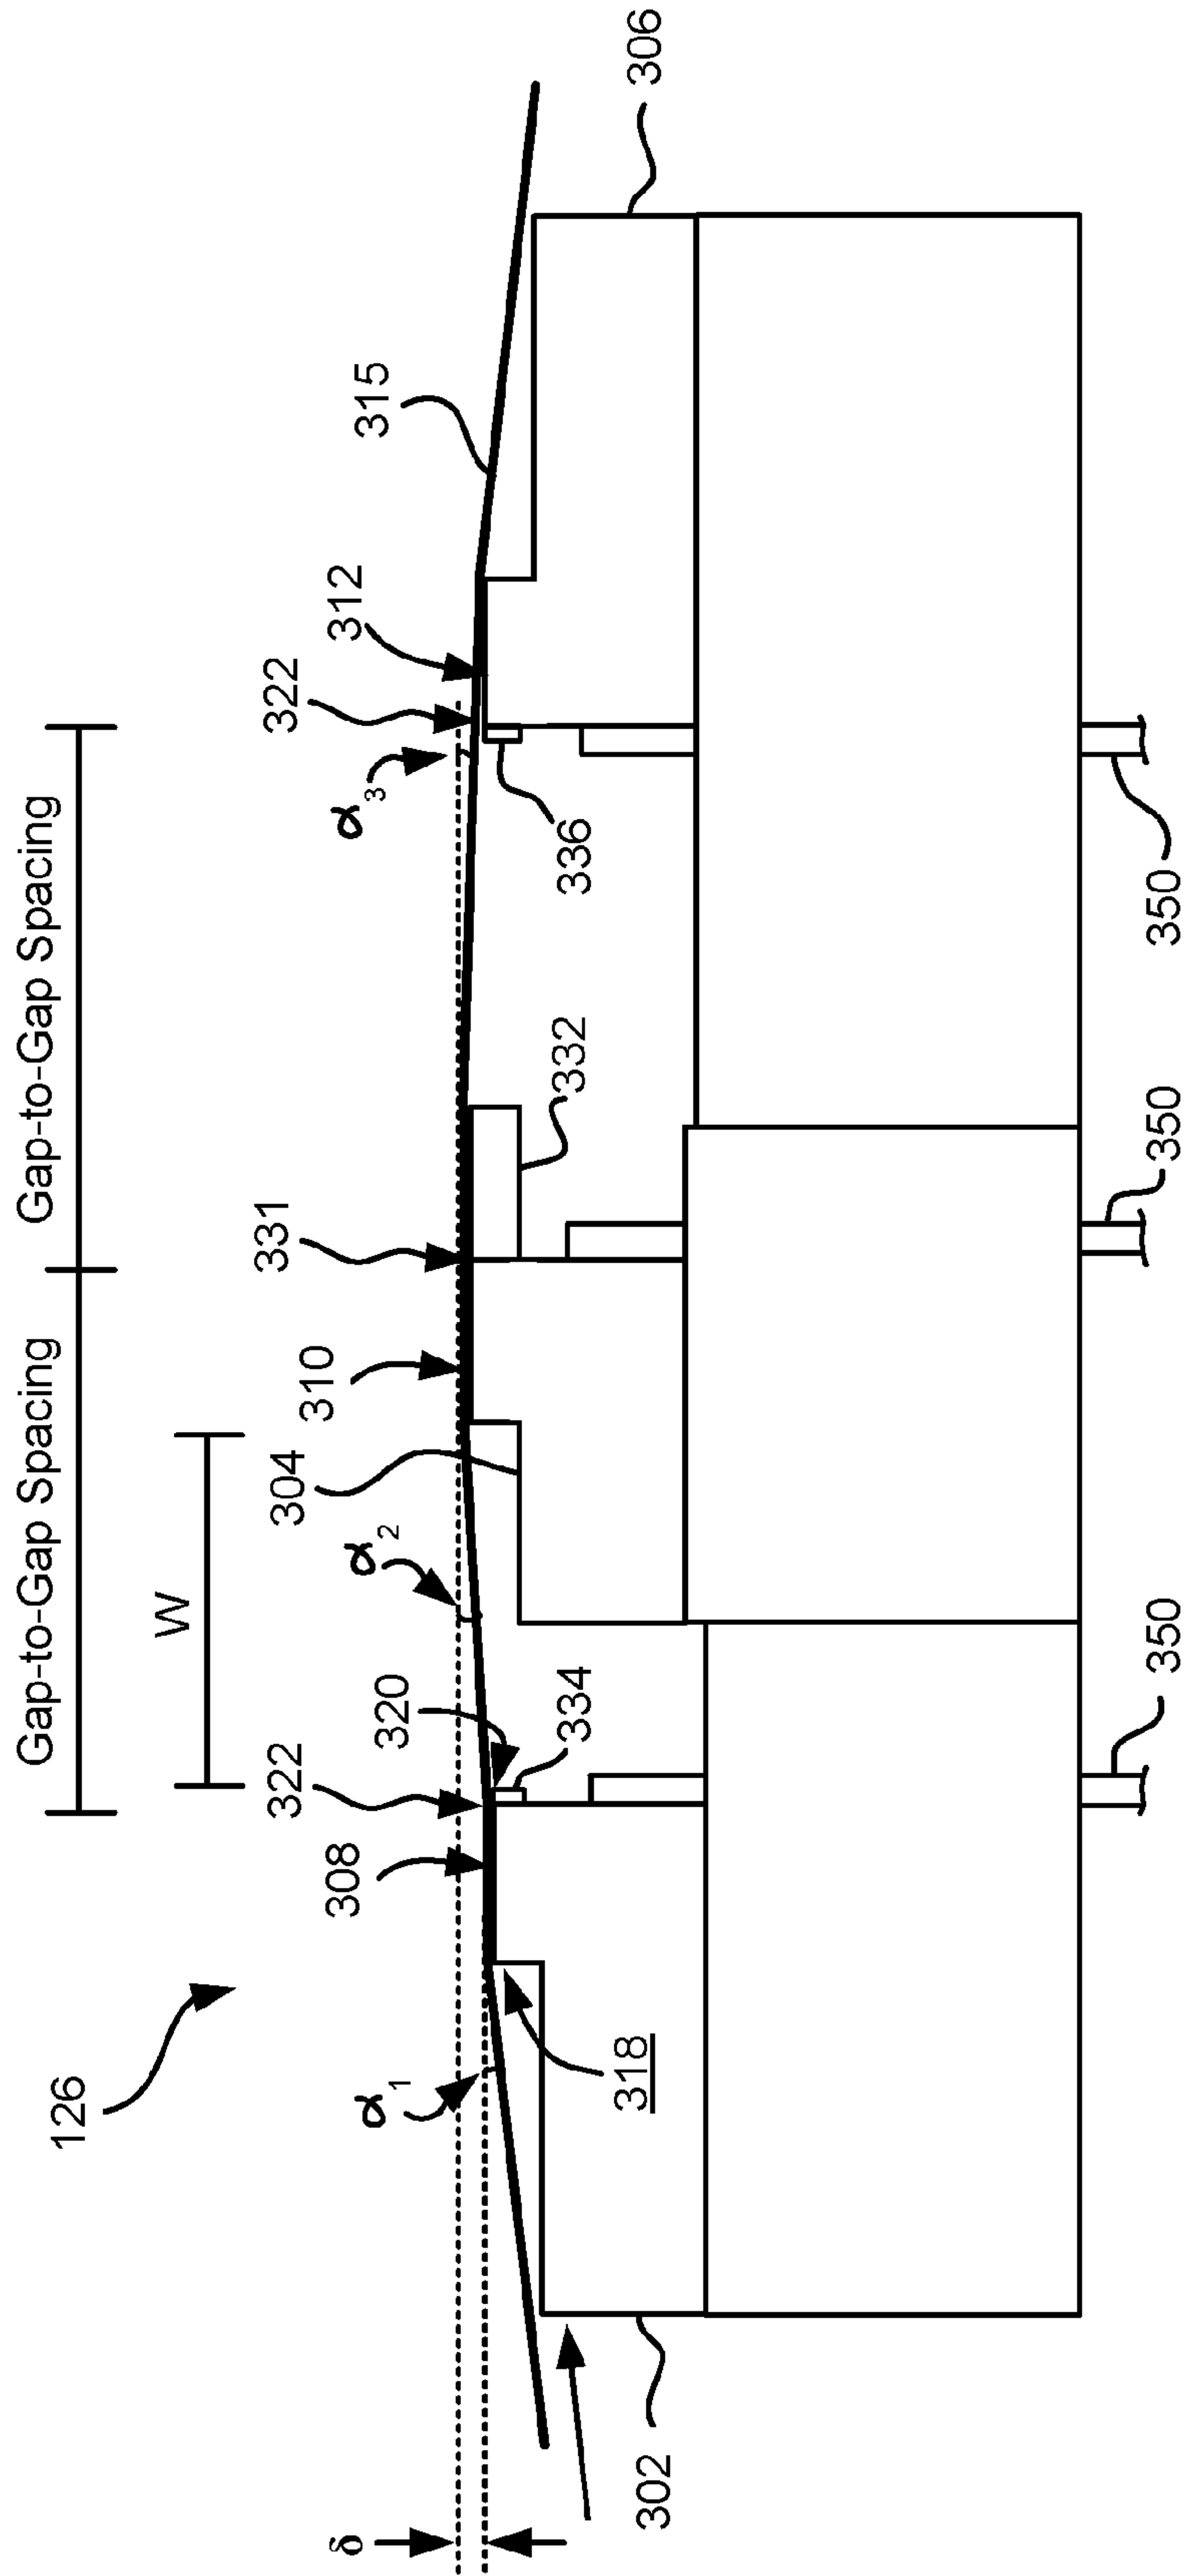 Gap-to-Gap Spacing
Gap-to-Gap Spacing
W
126
δ
α1
308
322
320
334
α2
304
310
331
332
α3
322
312
336
315
306
318
302
350
350
350